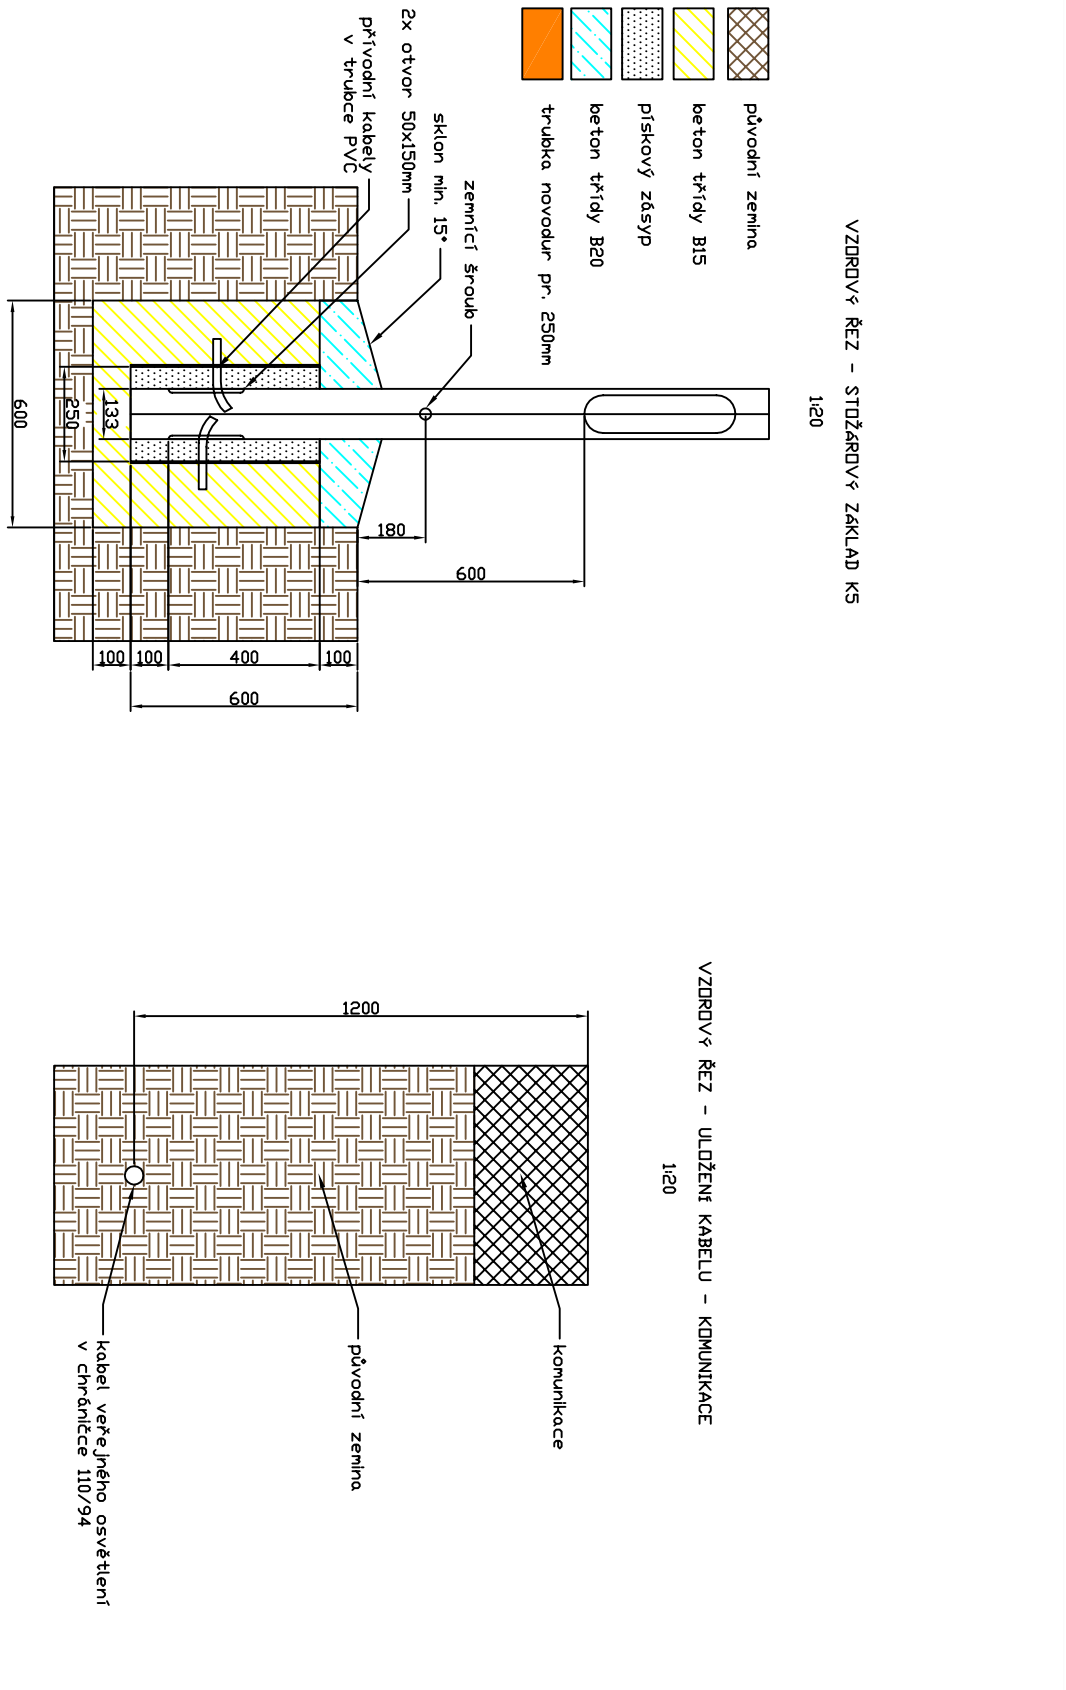 VZOROVÝ ŘEZ - STOŽÁROVÝ ZÁKLAD K5
1:20
původní zemina
beton třídy B15
pískový zásyp
beton třídy B20
trubka novodur pr. 250mm
zemnící šroub
sklon min. 15°
2x otvor 50x150mm
přívodní kabely
v trubce PVC
180
600
133
250
600
100
100
400
100
600
VZOROVÝ ŘEZ - ULOŽENÍ KABELU - KOMUNIKACE
1:20
1200
komunikace
původní zemina
kabel veřejného osvětlení
v chráničce 110/94